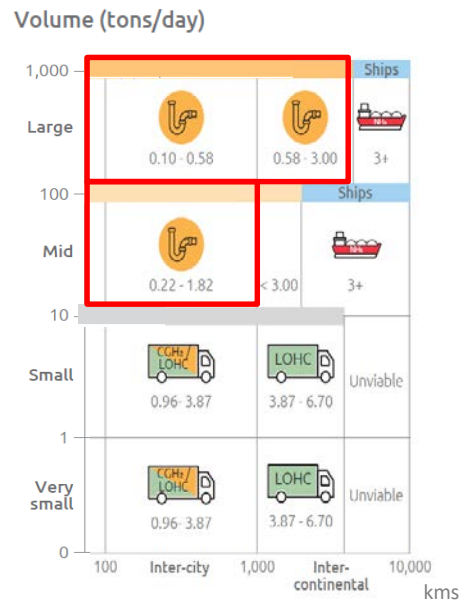 Volume (tons/day)
1,000
Ships
Large
0.10 - 0.58
0.58 - 3.00
NH₃
3+
100
Ships
Mid
0.22 - 1.82
< 3.00
NH₃
3+
10
Small
CGH₂/
LOHC
LOHC
0.96- 3.87
3.87 - 6.70
Unviable
1
Very
small
CGH₂/
LOHC
LOHC
0.96- 3.87
3.87 - 6.70
Unviable
0
100
Inter-city
1,000
Inter-
continental
10,000
kms